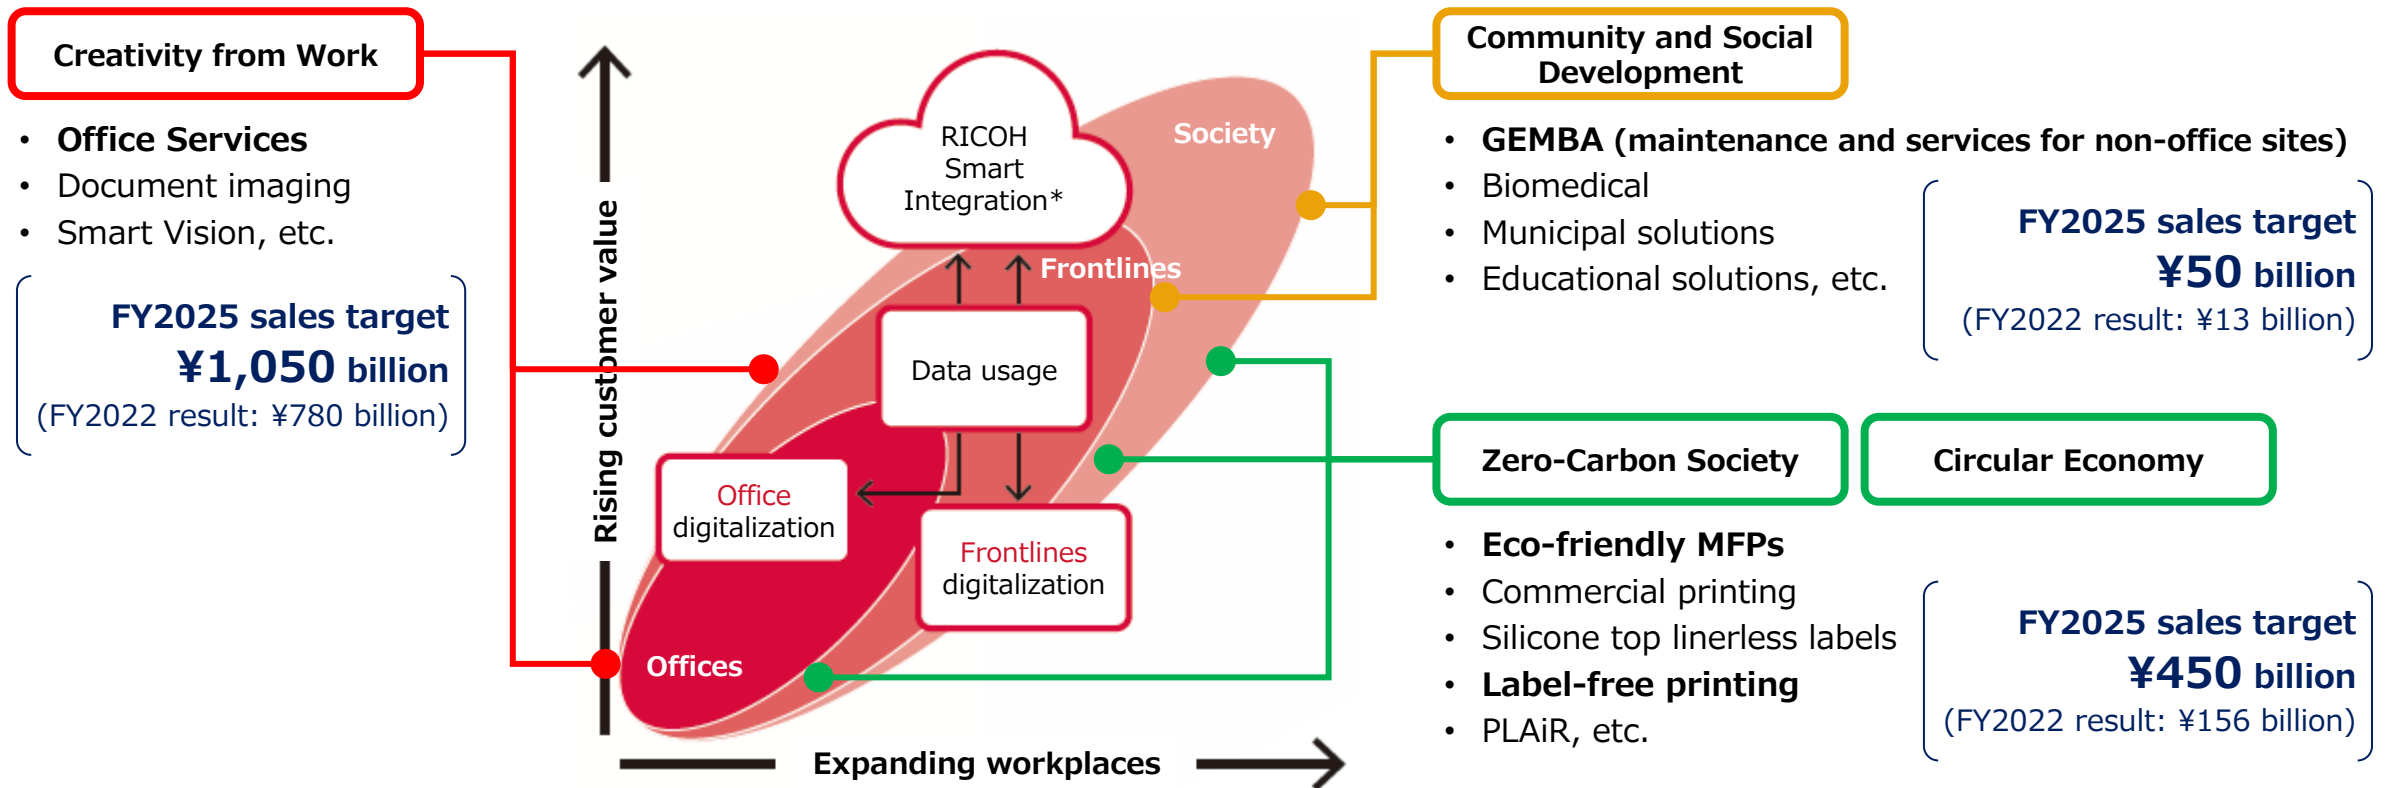 Creativity from Work
• Office Services
• Document imaging
• Smart Vision, etc.
FY2025 sales target
¥1,050 billion
(FY2022 result: ¥780 billion)
Rising customer value
Expanding workplaces
RICOH
Smart
Integration*
Society
Frontlines
Data usage
Office
digitalization
Frontlines
digitalization
Offices
Community and Social
Development
• GEMBA (maintenance and services for non-office sites)
• Biomedical
• Municipal solutions
• Educational solutions, etc.
FY2025 sales target
¥50 billion
(FY2022 result: ¥13 billion)
Zero-Carbon Society
Circular Economy
• Eco-friendly MFPs
• Commercial printing
• Silicone top linerless labels
• Label-free printing
• PLAiR, etc.
FY2025 sales target
¥450 billion
(FY2022 result: ¥156 billion)